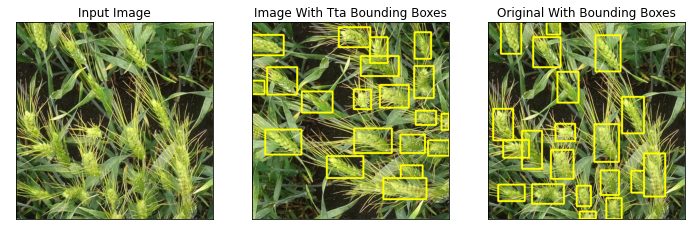 Input Image
Image With Tta Bounding Boxes
Original With Bounding Boxes